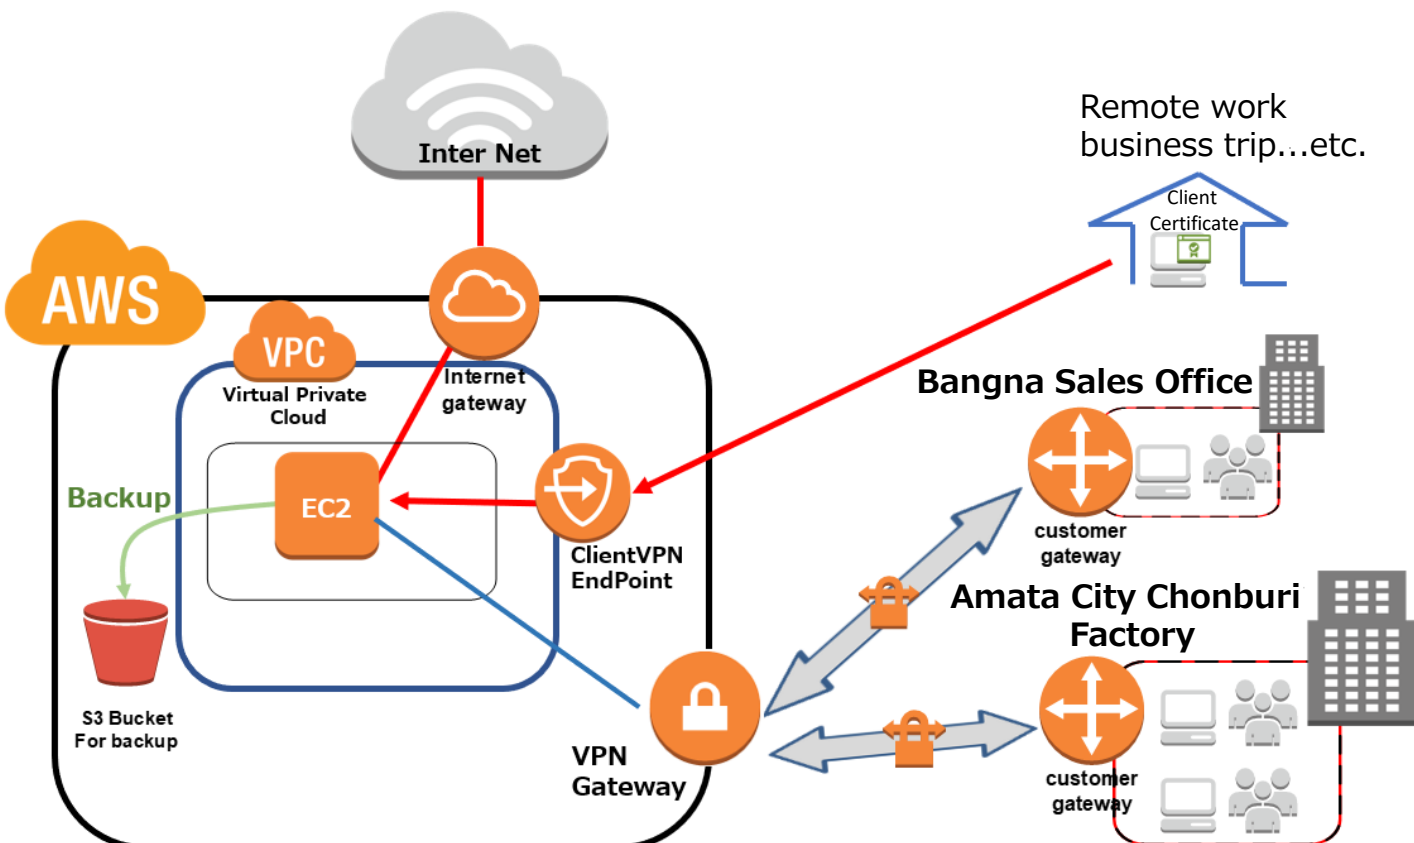 Inter Net
Remote work
business trip...etc.
Client
Certificate
AWS
VPC
Virtual Private
Cloud
Internet
gateway
Bangna Sales Office
Backup
EC2
ClientVPN
EndPoint
customer
gateway
Amata City Chonburi
Factory
S3 Bucket
For backup
VPN
Gateway
customer
gateway